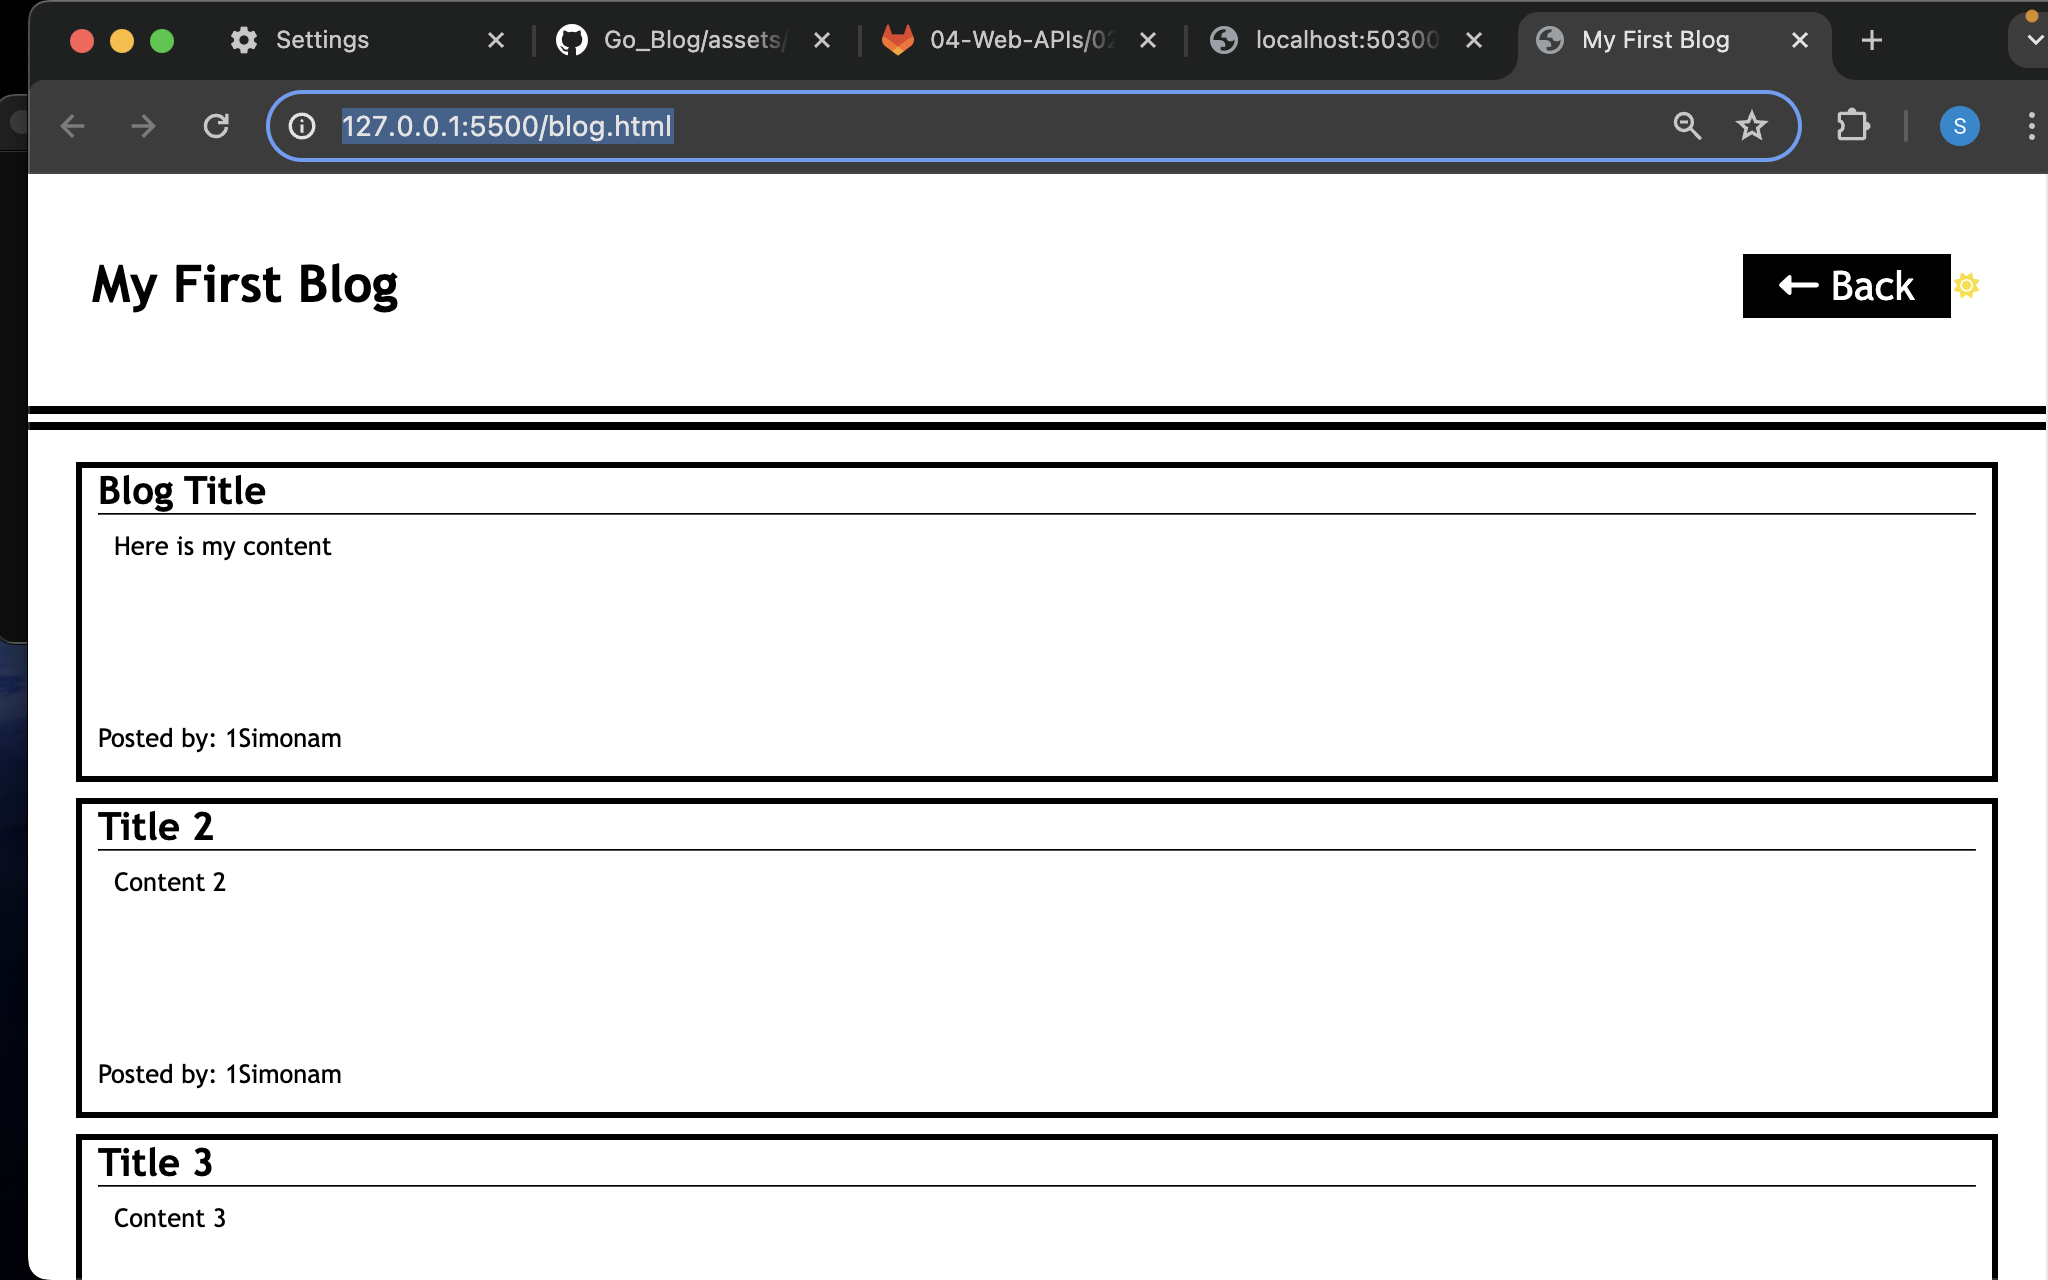 Settings
Go_Blog/assets/
04-Web-APIs/02
localhost:50300
My First Blog
127.0.0.1:5500/blog.html
S
My First Blog
Back
Blog Title
Here is my content
Posted by: 1Simonam
Title 2
Content 2
Posted by: 1Simonam
Title 3
Content 3